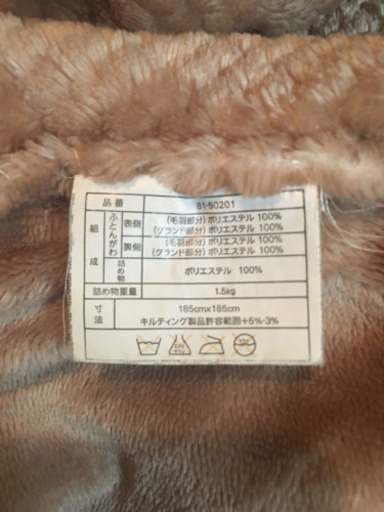 品番 81-50201
組成 ふとんがわ 表側 (毛羽部分) ポリエステル 100%
(グランド部分) ポリエステル 100%
裏側 (毛羽部分) ポリエステル 100%
(グランド部分) ポリエステル 100%
詰め物 ポリエステル 100%
詰め物重量 1.5kg
寸法 185cmx185cm
キルティング製品許容範囲+5%-3%